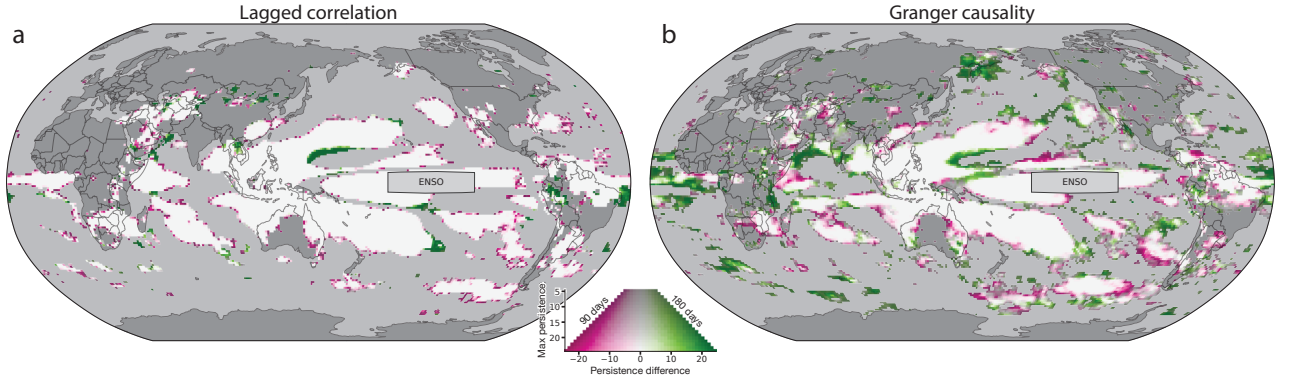 Lagged correlation
Granger causality
a
b
ENSO
ENSO
Max persistence
5
10
15
20
90 days
180 days
−20 −10 0 10 20
Persistence difference